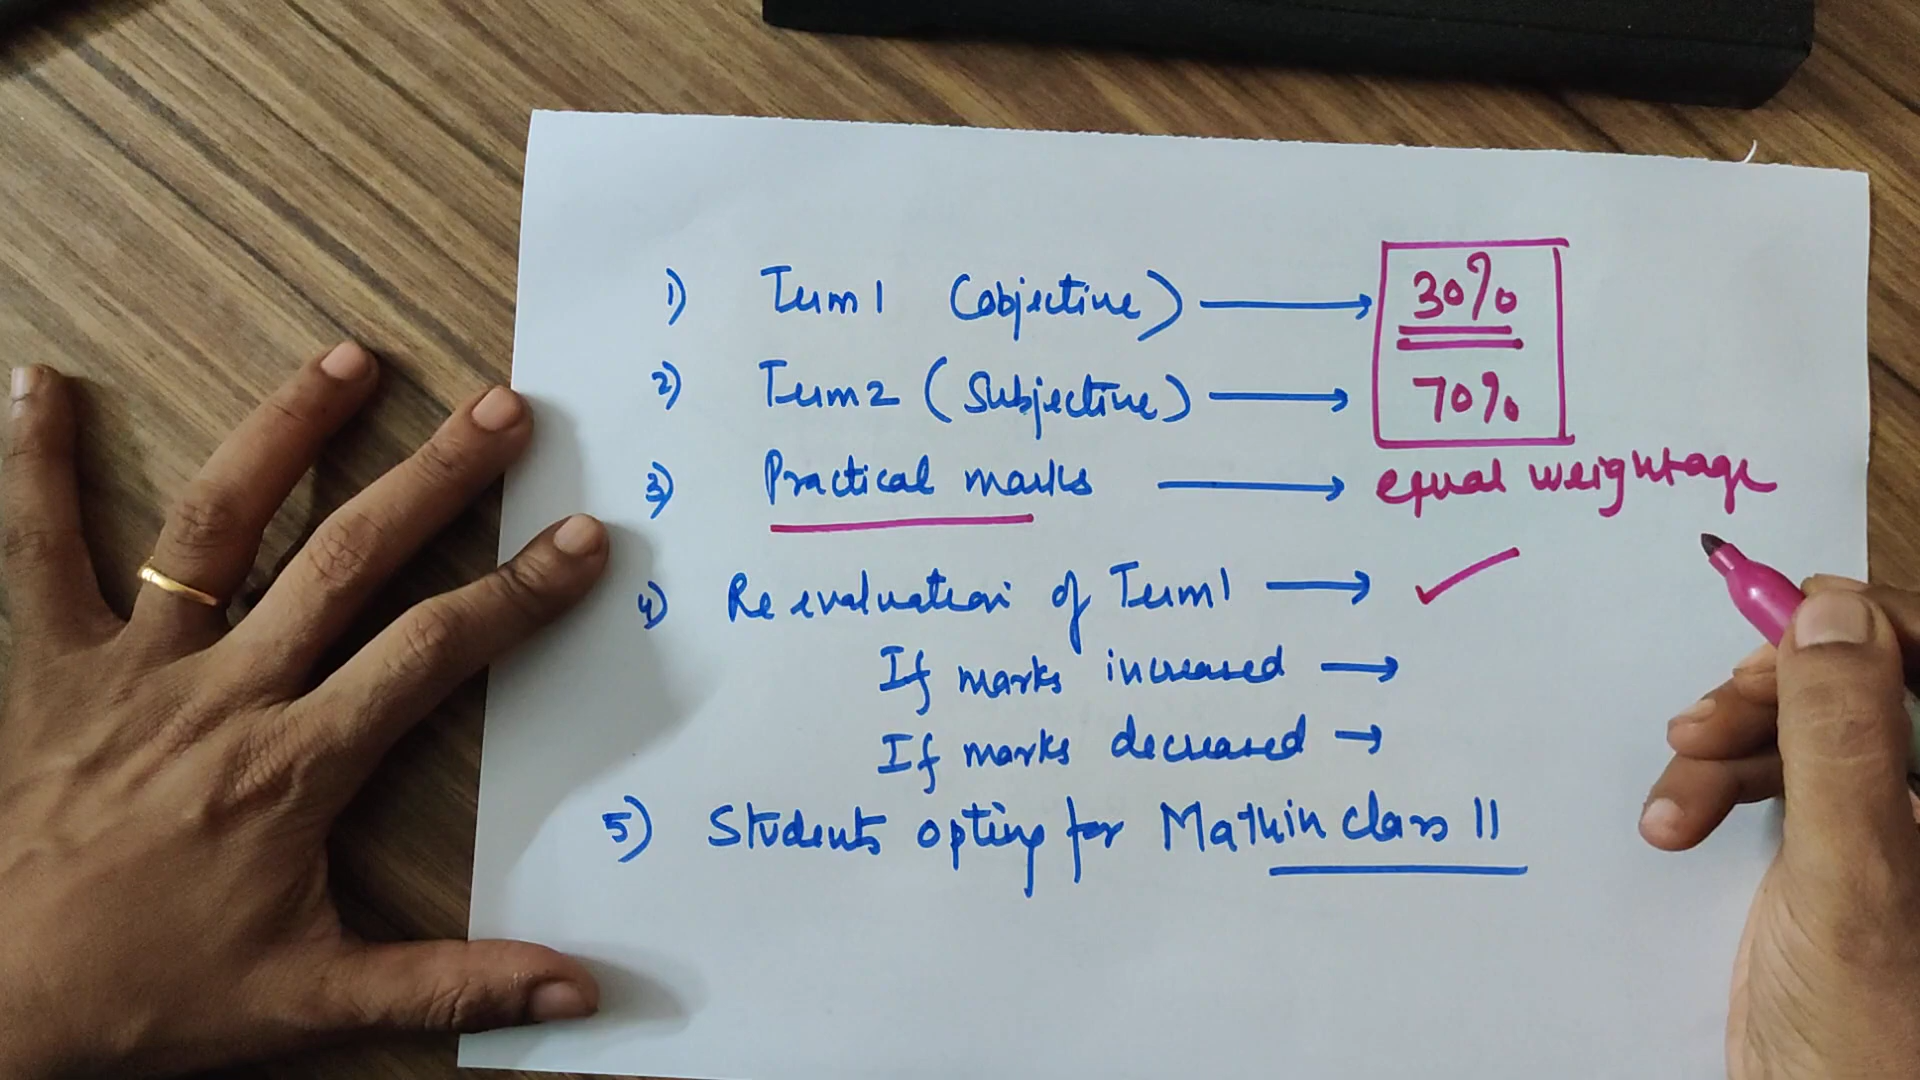 1) Term 1 (objective) → 30%
2) Term 2 (Subjective) → 70%
3) Practical marks → equal weightage
4) Re evaluation of Term 1 → ✓
If marks increased →
If marks decreased →
5) Students opting for Math in class 11